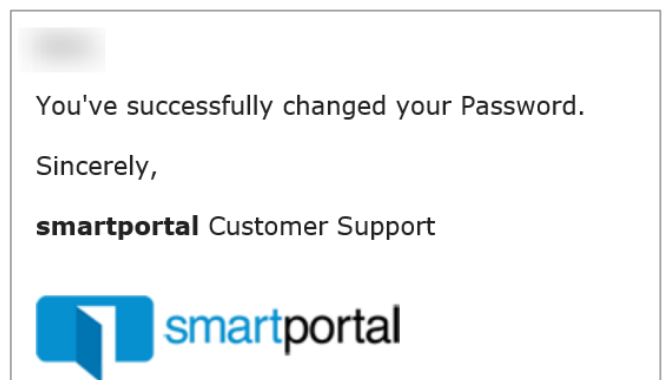 You've successfully changed your Password.
Sincerely,
smartportal Customer Support
smartportal